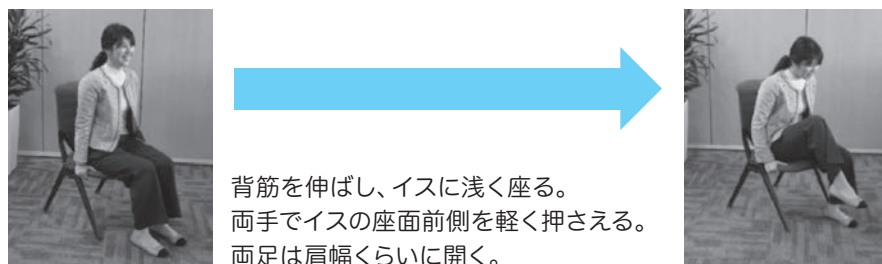 背筋を伸ばし、イスに浅く座る。
両手でイスの座面前側を軽く押さえる。
両足は肩幅くらいに開く。